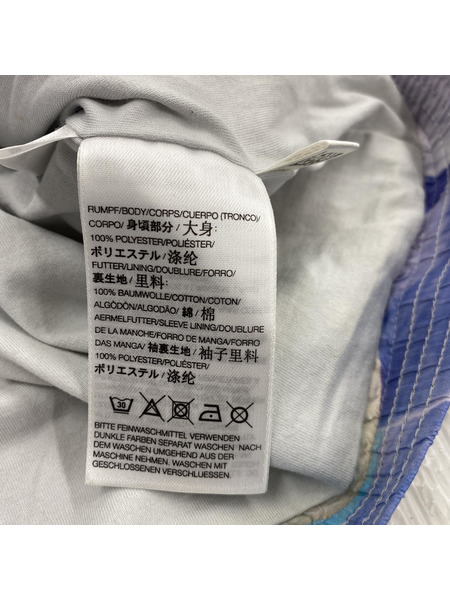 RUMPF/BODY/CORPS/CUERPO (TRONCO)/
CORPO/ 身頃部分/大身:
100% POLYESTER/POLIÉSTER/
ポリエステル/涤纶
FUTTER/LINING/DOUBLURE/FORRO/
裏生地/里料:
100% BAUMWOLLE/COTTON/COTON/
ALGODÓN/ALGODÃO/ 綿/棉
AERMELFUTTER/SLEEVE LINING/DOUBLURE
DE LA MANCHE/FORRO DE MANGA/FORRO
DAS MANGA/ 袖裏生地/袖子里料
100% POLYESTER/POLIÉSTER/
ポリエステル/涤纶
30
BITTE FEINWASCHMITTEL VERWENDEN
DUNKLE FARBEN SEPARAT WASCHEN NACH
DEM WASCHEN UMGEHEND AUS DER
MASCHINE NEHMEN. WASCHEN MIT
GESCHLOSSENEN VERSCHLUESSEN...